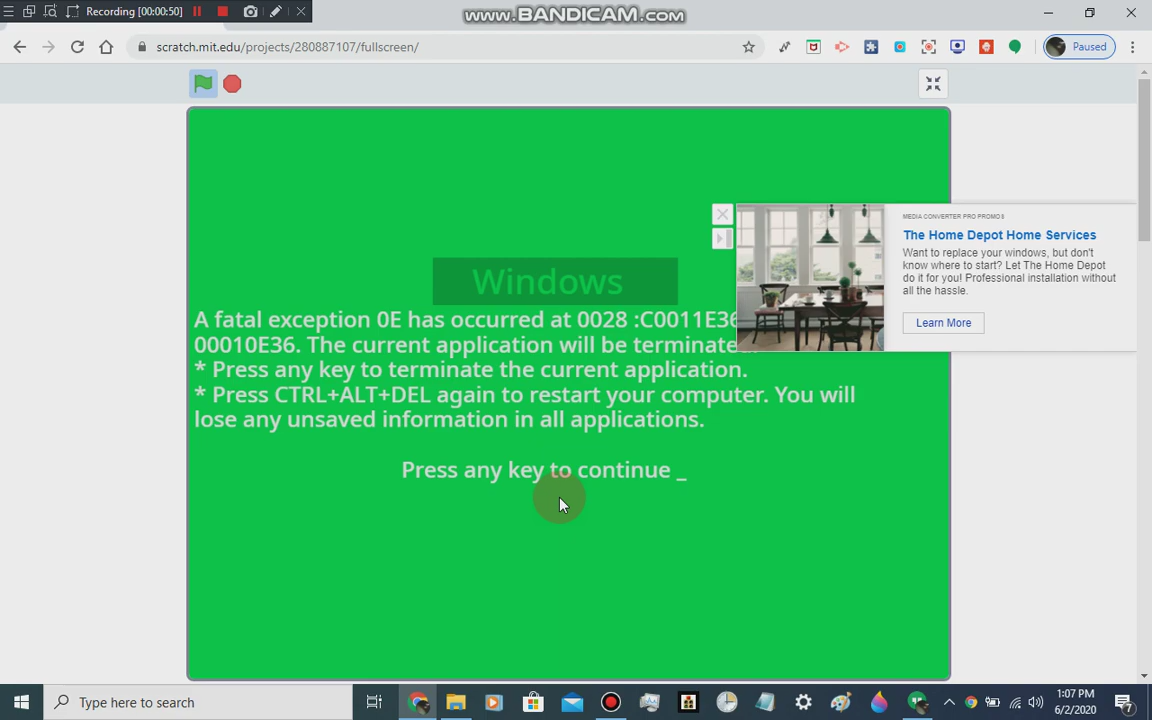 Recording [00:00:50]
www.BANDICAM.com
scratch.mit.edu/projects/280887107/fullscreen/
Paused
MEDIA CONVERTER PRO PROMOS
The Home Depot Home Services
Want to replace your windows, but don't
know where to start? Let The Home Depot
do it for you! Professional installation without
all the hassle.
Learn More
Windows
A fatal exception 0E has occurred at 0028 :C0011E36
00010E36. The current application will be terminated.
* Press any key to terminate the current application.
* Press CTRL+ALT+DEL again to restart your computer. You will
lose any unsaved information in all applications.
Press any key to continue _
Type here to search
1:07 PM
6/2/2020
7